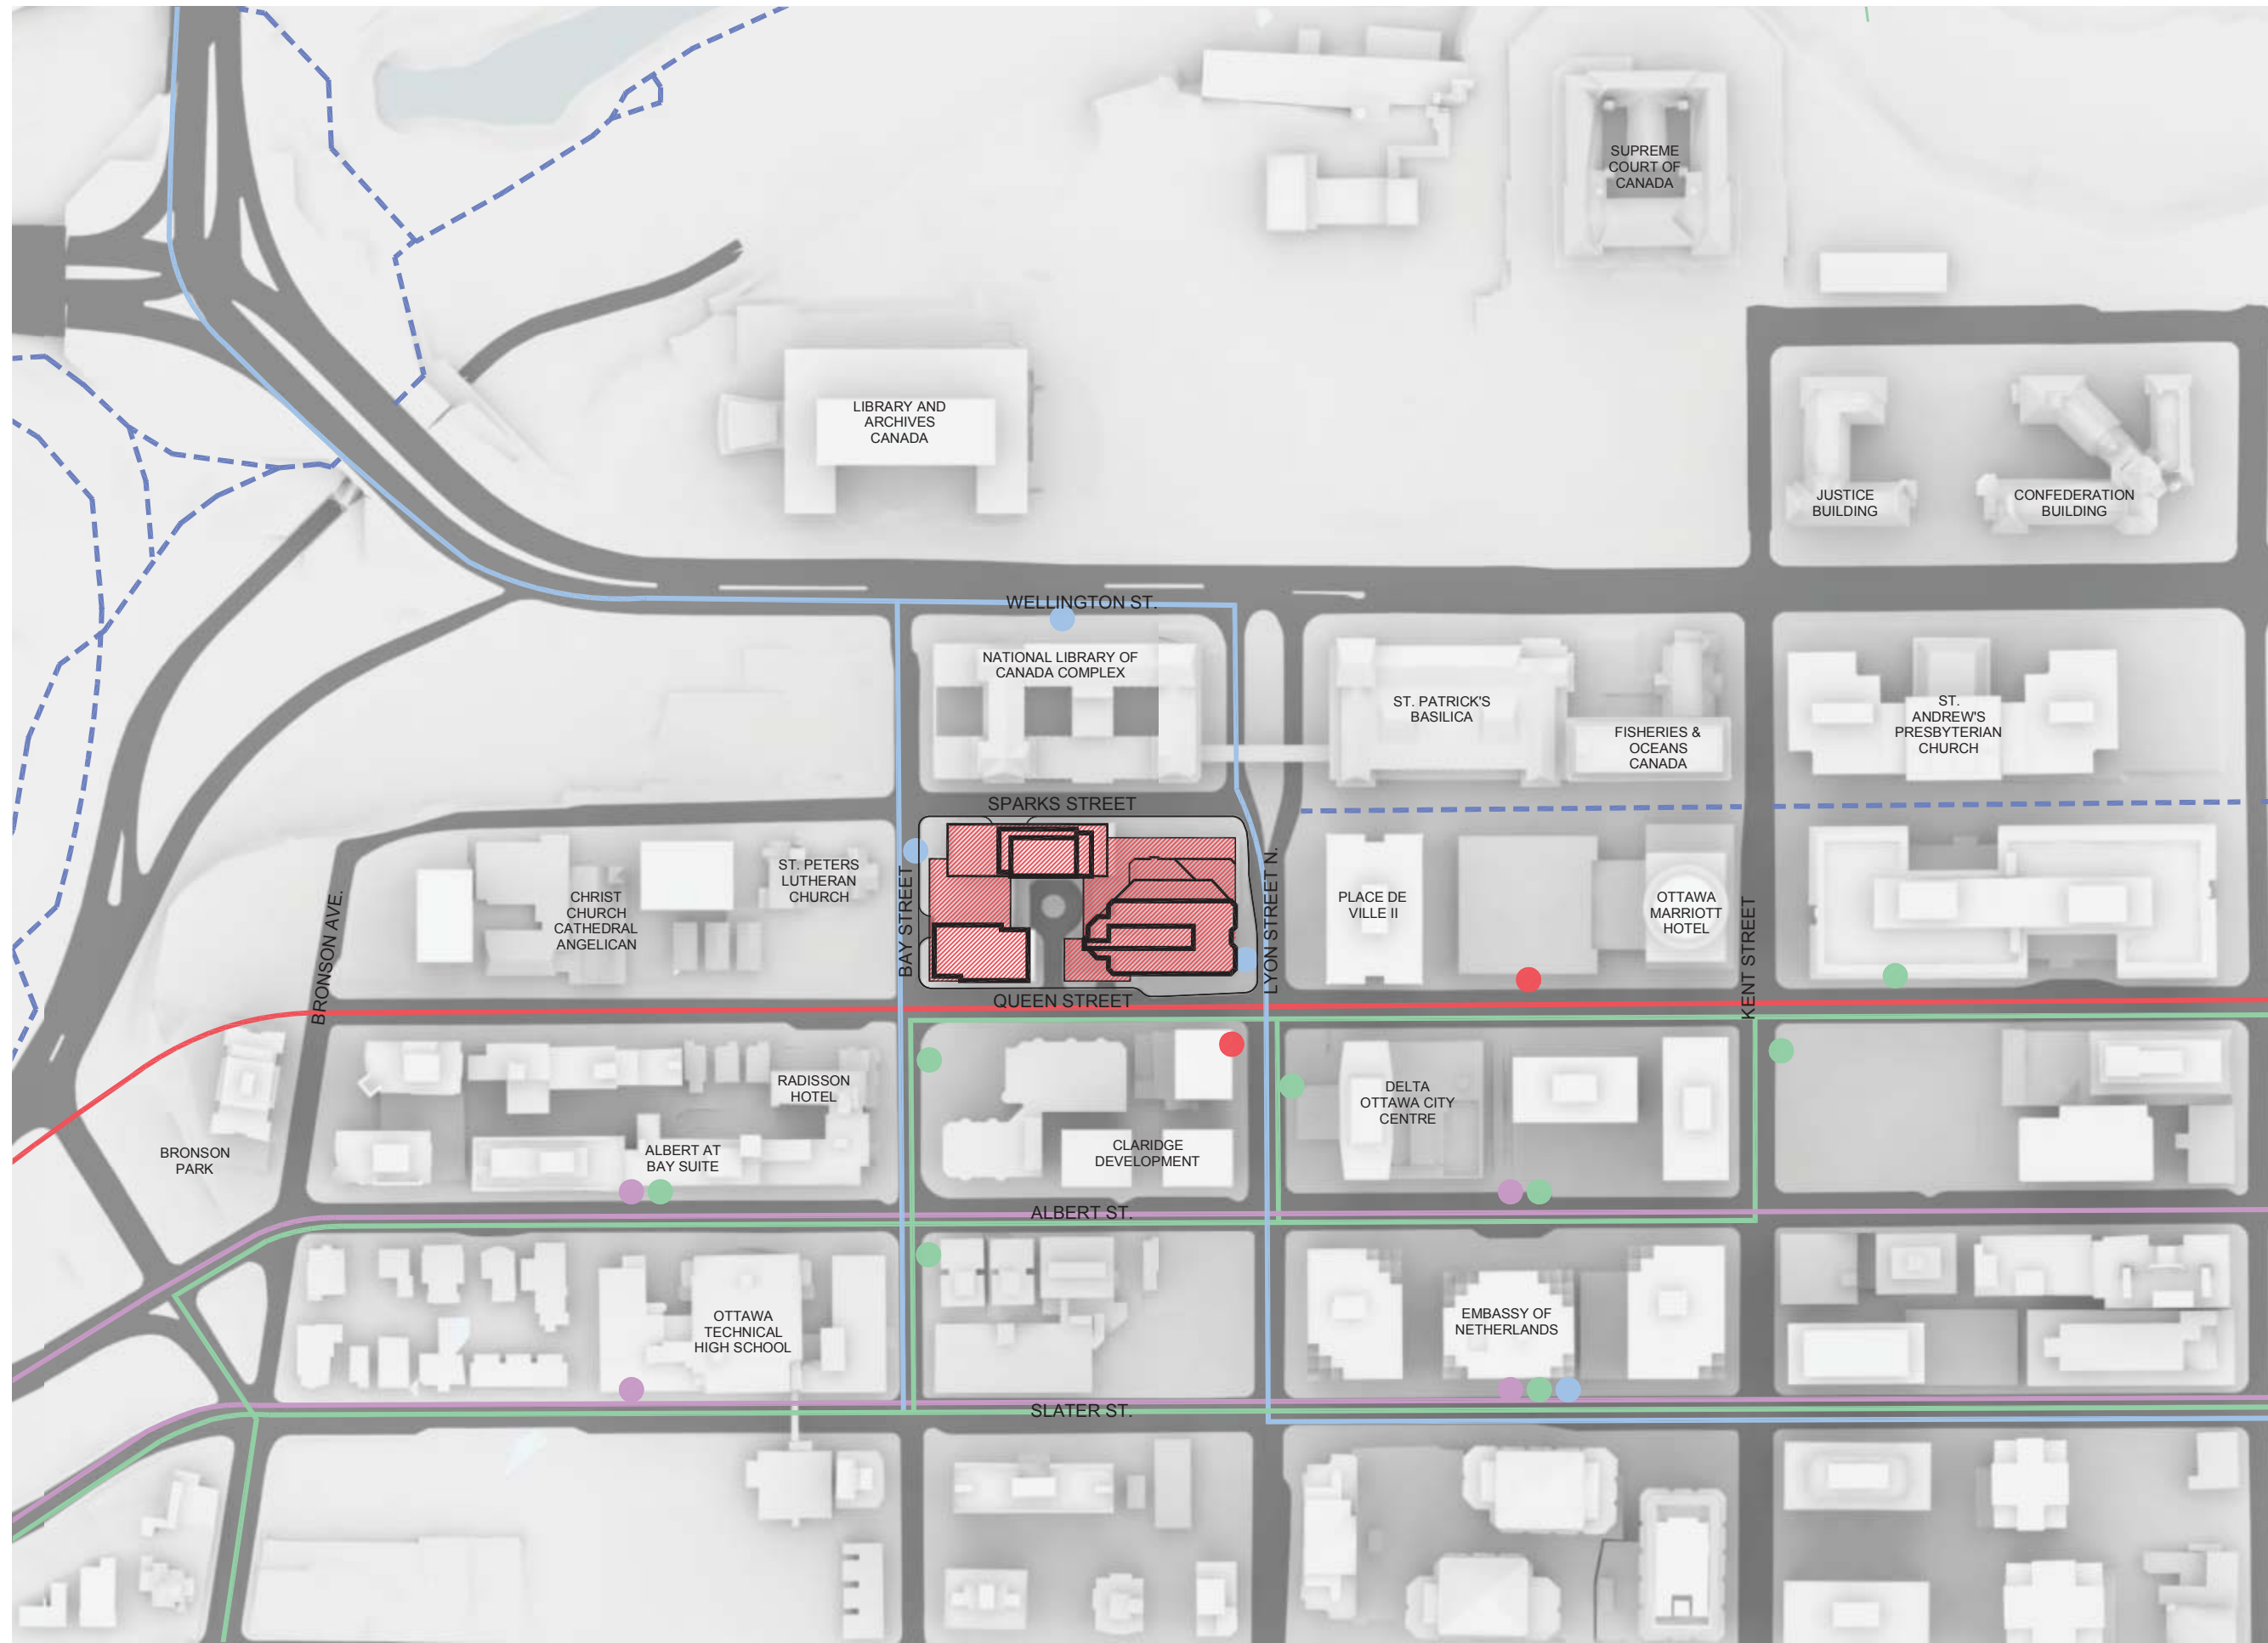 SUPREME
COURT OF
CANADA
LIBRARY AND
ARCHIVES
CANADA
JUSTICE
BUILDING
CONFEDERATION
BUILDING
WELLINGTON ST.
NATIONAL LIBRARY OF
CANADA COMPLEX
ST. PATRICK'S
BASILICA
FISHERIES &
OCEANS
CANADA
ST.
ANDREW'S
PRESBYTERIAN
CHURCH
SPARKS STREET
CHRIST
CHURCH
CATHEDRAL
ANGELICAN
ST. PETERS
LUTHERAN
CHURCH
PLACE DE
VILLE II
OTTAWA
MARRIOTT
HOTEL
BRONSON AVE.
BAY STREET
LYON STREET N.
KENT STREET
QUEEN STREET
BRONSON
PARK
RADISSON
HOTEL
ALBERT AT
BAY SUITE
CLARIDGE
DEVELOPMENT
DELTA
OTTAWA CITY
CENTRE
ALBERT ST.
OTTAWA
TECHNICAL
HIGH SCHOOL
EMBASSY OF
NETHERLANDS
SLATER ST.